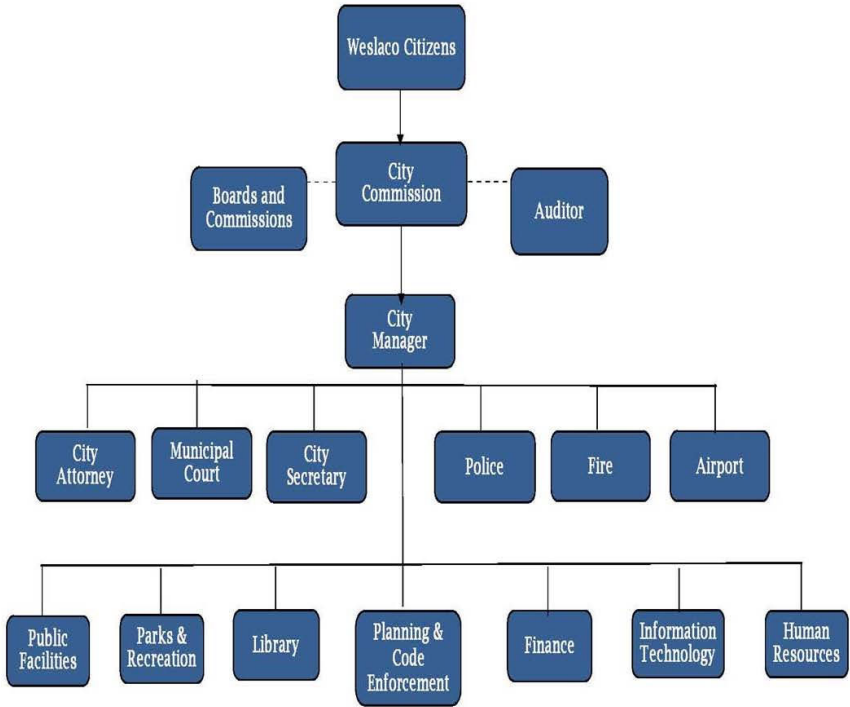 Weslaco Citizens
City
Commission
Boards and
Commissions
Auditor
City
Manager
City
Attorney
Municipal
Court
City
Secretary
Police
Fire
Airport
Public
Facilities
Parks &
Recreation
Library
Planning &
Code
Enforcement
Finance
Information
Technology
Human
Resources